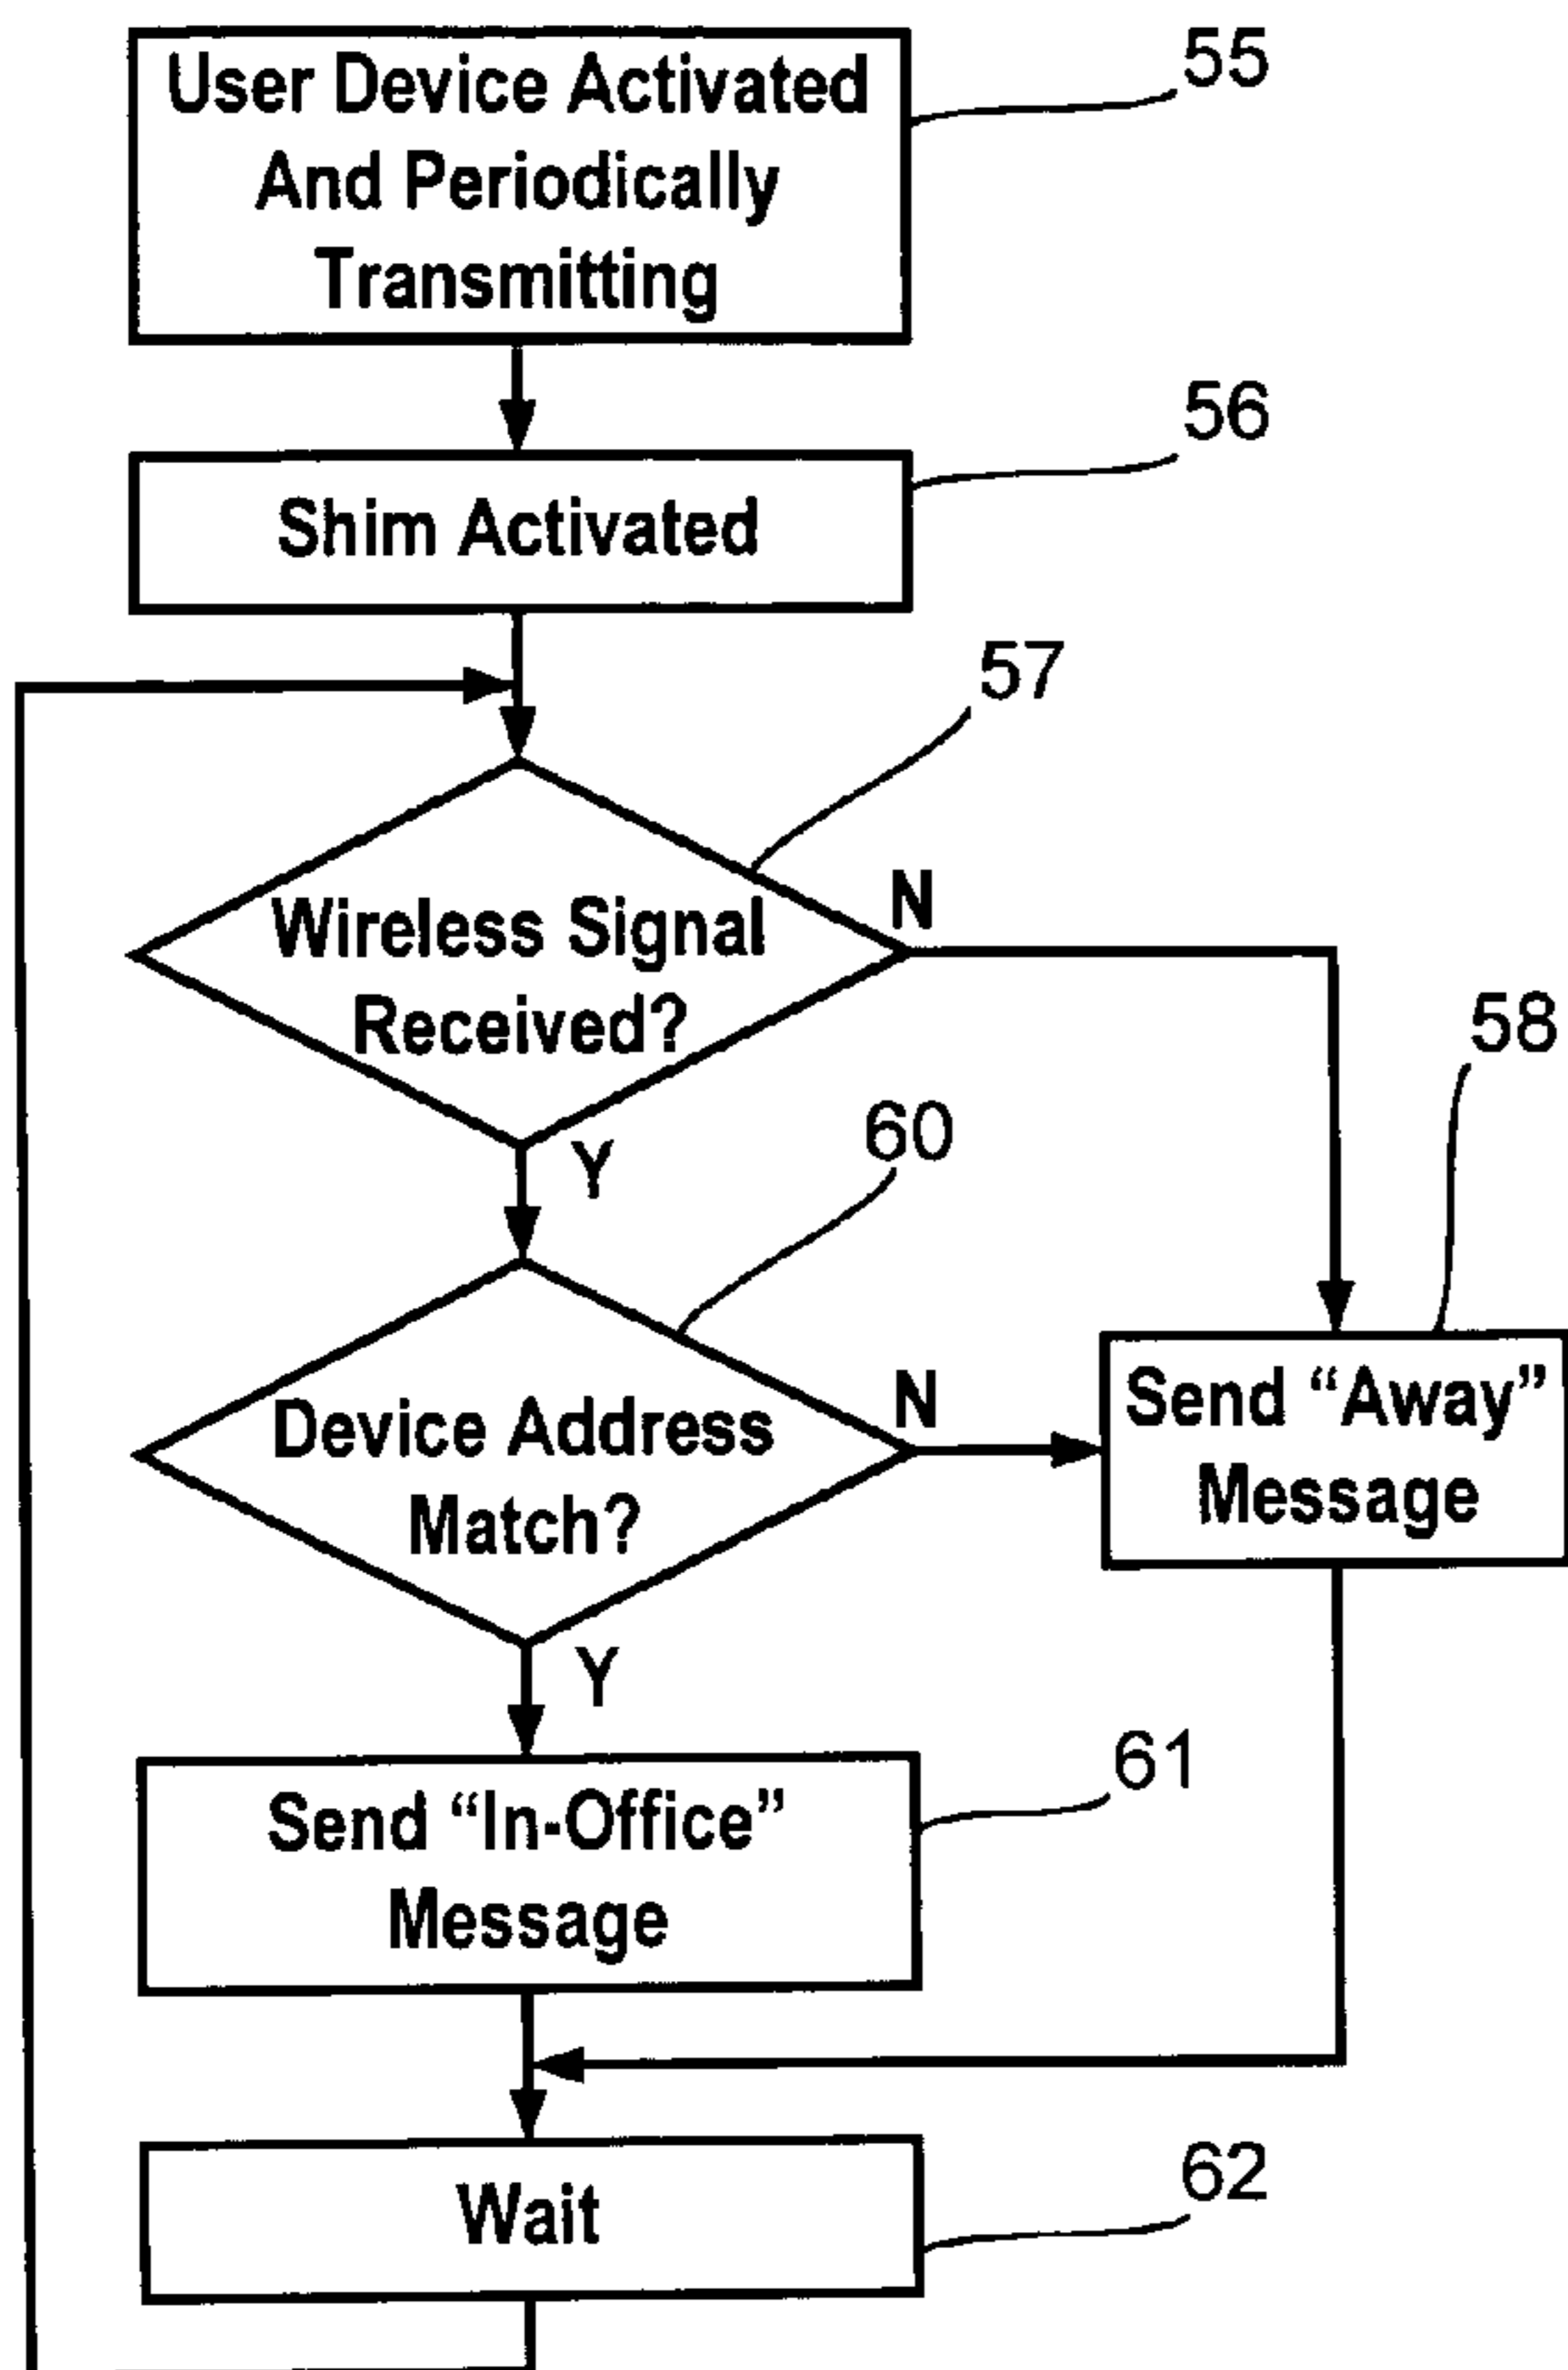 User Device Activated
And Periodically
Transmitting
55
Shim Activated
56
57
Wireless Signal
Received?
N
Y
58
60
Device Address
Match?
N
Y
Send “Away”
Message
61
Send “In-Office”
Message
Wait
62